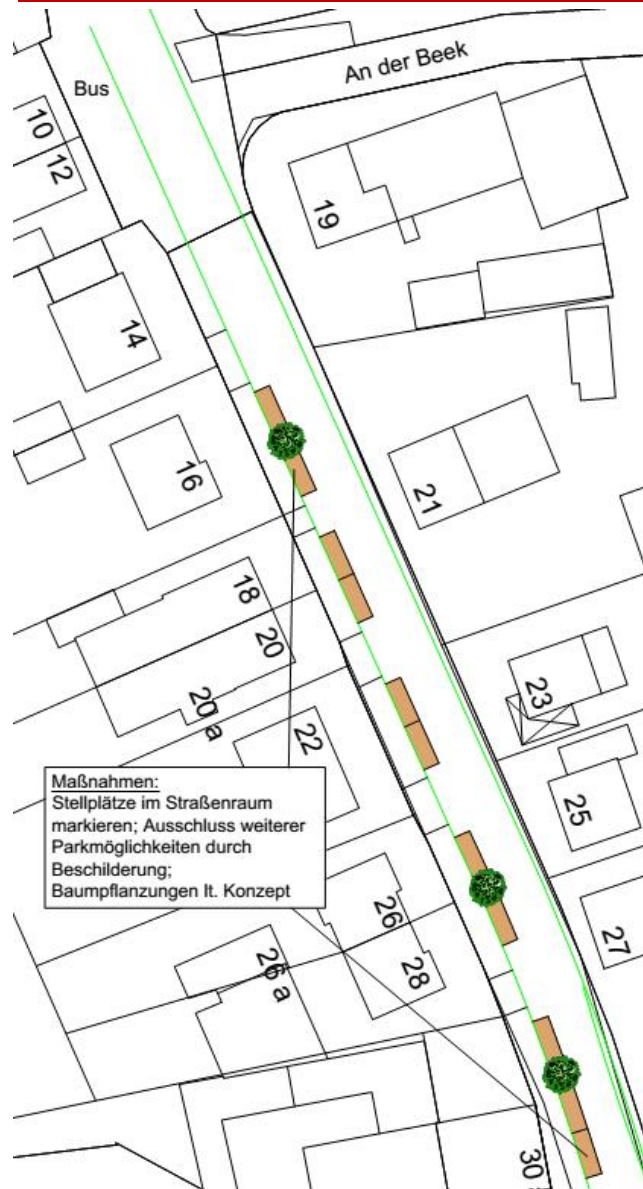 An der Beek
Bus
10
12
19
14
16
21
18
20
20 a
22
23
25
Maßnahmen:
Stellplätze im Straßenraum
markieren; Ausschluss weiterer
Parkmöglichkeiten durch
Beschilderung;
Baumpflanzungen lt. Konzept
26
27
28
26 a
30